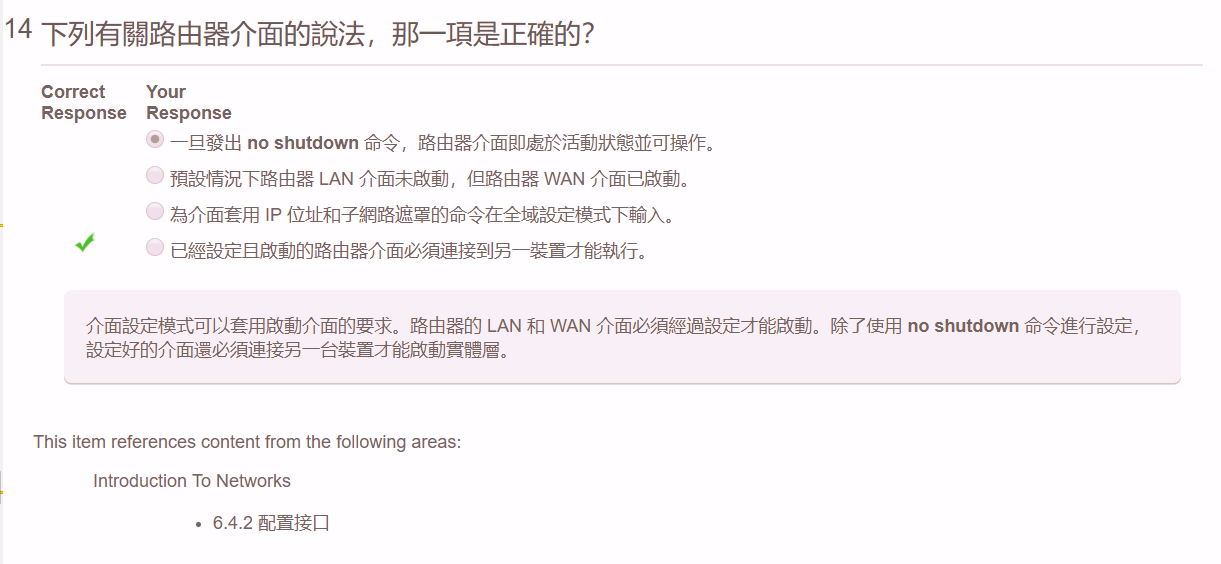 14 下列有關路由器介面的說法，那一項是正確的？
Correct Response Your Response
一旦發出 no shutdown 命令，路由器介面即處於活動狀態並可操作。
預設情況下路由器 LAN 介面未啟動，但路由器 WAN 介面已啟動。
為介面套用 IP 位址和子網路遮罩的命令在全域設定模式下輸入。
已經設定且啟動的路由器介面必須連接到另一裝置才能執行。
介面設定模式可以套用啟動介面的要求。路由器的 LAN 和 WAN 介面必須經過設定才能啟動。除了使用 no shutdown 命令進行設定，
設定好的介面還必須連接另一台裝置才能啟動實體層。
This item references content from the following areas:
Introduction To Networks
• 6.4.2 配置接口